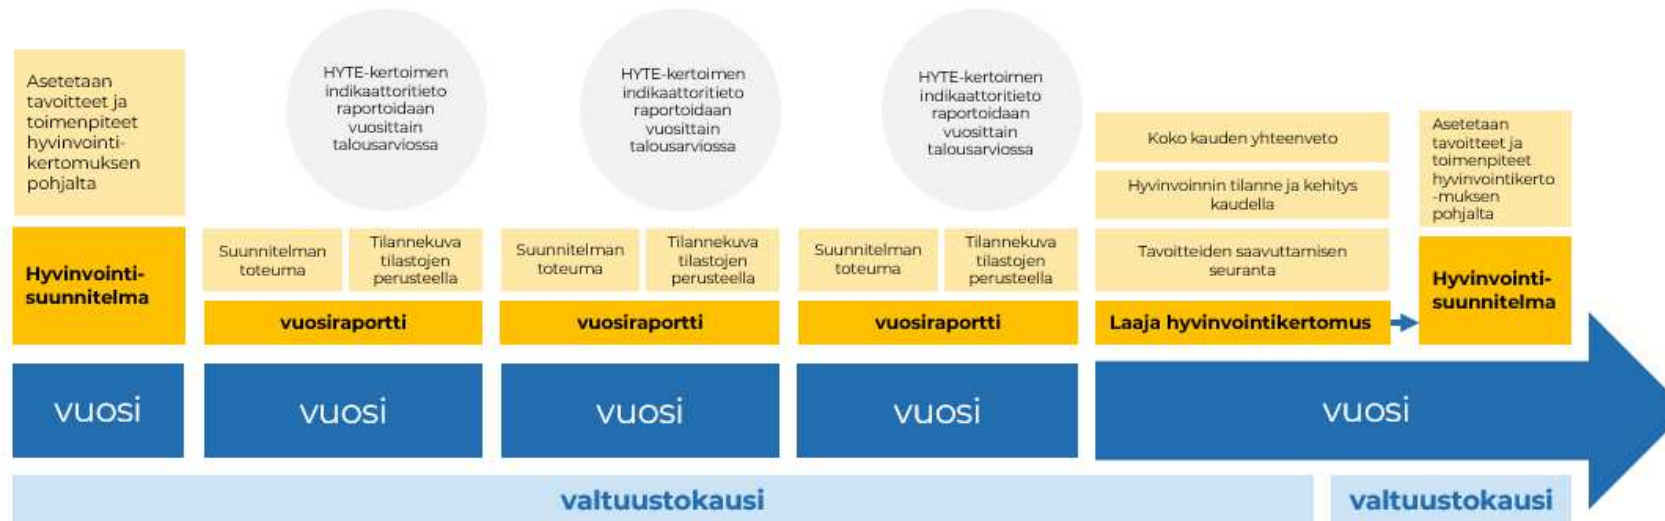 Asetetaan
tavoitteet ja
toimenpiteet
hyvinvointi-
kertomuksen
pohjalta
Hyvinvointi-
suunnitelma
HYTE-kertoimen
indikaattoritieto
raportoidaan
vuosittain
talousarviossa
Suunnitelman
toteuma
Tilannekuva
tilastojen
perusteella
vuosiraportti
HYTE-kertoimen
indikaattoritieto
raportoidaan
vuosittain
talousarviossa
Suunnitelman
toteuma
Tilannekuva
tilastojen
perusteella
vuosiraportti
HYTE-kertoimen
indikaattoritieto
raportoidaan
vuosittain
talousarviossa
Suunnitelman
toteuma
Tilannekuva
tilastojen
perusteella
vuosiraportti
Koko kauden yhteenveto
Hyvinvoinnin tilanne ja kehitys
kaudella
Tavoitteiden saavuttamisen
seuranta
Laaja hyvinvointikertomus
Asetetaan
tavoitteet ja
toimenpiteet
hyvinvointikerto
-muksen
pohjalta
Hyvinvointi-
suunnitelma
vuosi
vuosi
vuosi
vuosi
vuosi
valtuustokausi
valtuustokausi